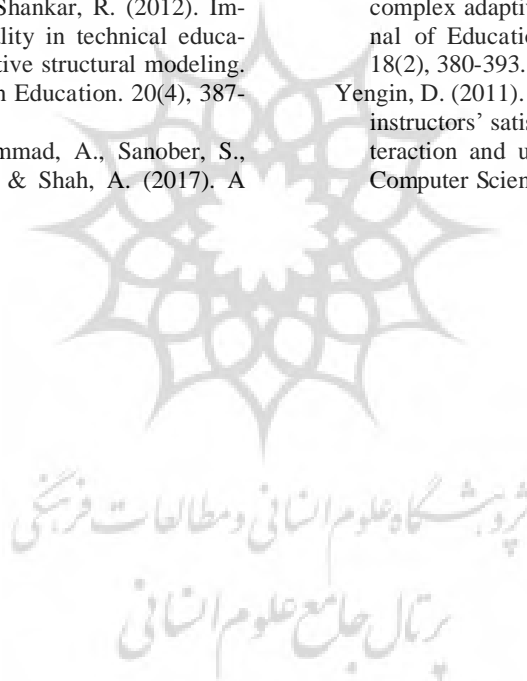 Shankar, R. (2012). Im-
ality in technical educa-
tive structural modeling.
n Education. 20(4), 387-
mmad, A., Sanober, S.,
& Shah, A. (2017). A
complex adaptiv
nal of Educatio
18(2), 380-393.
Yengin, D. (2011).
instructors' satis
teraction and u
Computer Scien
پژوهشگاه علوم انسانی و مطالعات فرهنگی
پرتال جامع علوم انسانی